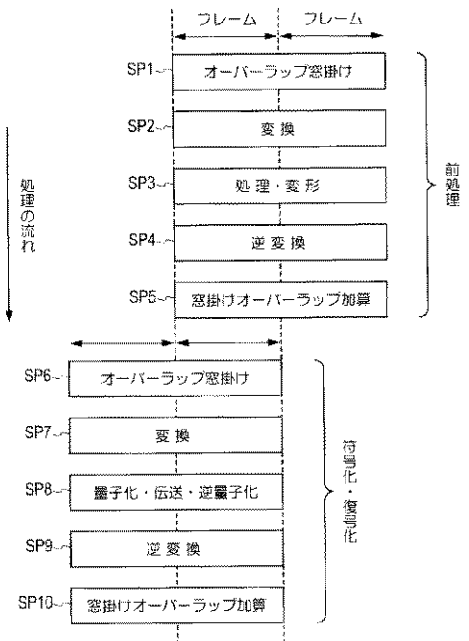 フレーム フレーム
SP1 オーバーラップ窓掛け
SP2 変換
SP3 処理・変形
SP4 逆変換
SP5 窓掛けオーバーラップ加算
前処理
処理の流れ
SP6 オーバーラップ窓掛け
SP7 変換
SP8 量子化・伝送・逆量子化
SP9 逆変換
SP10 窓掛けオーバーラップ加算
符号化・復号化